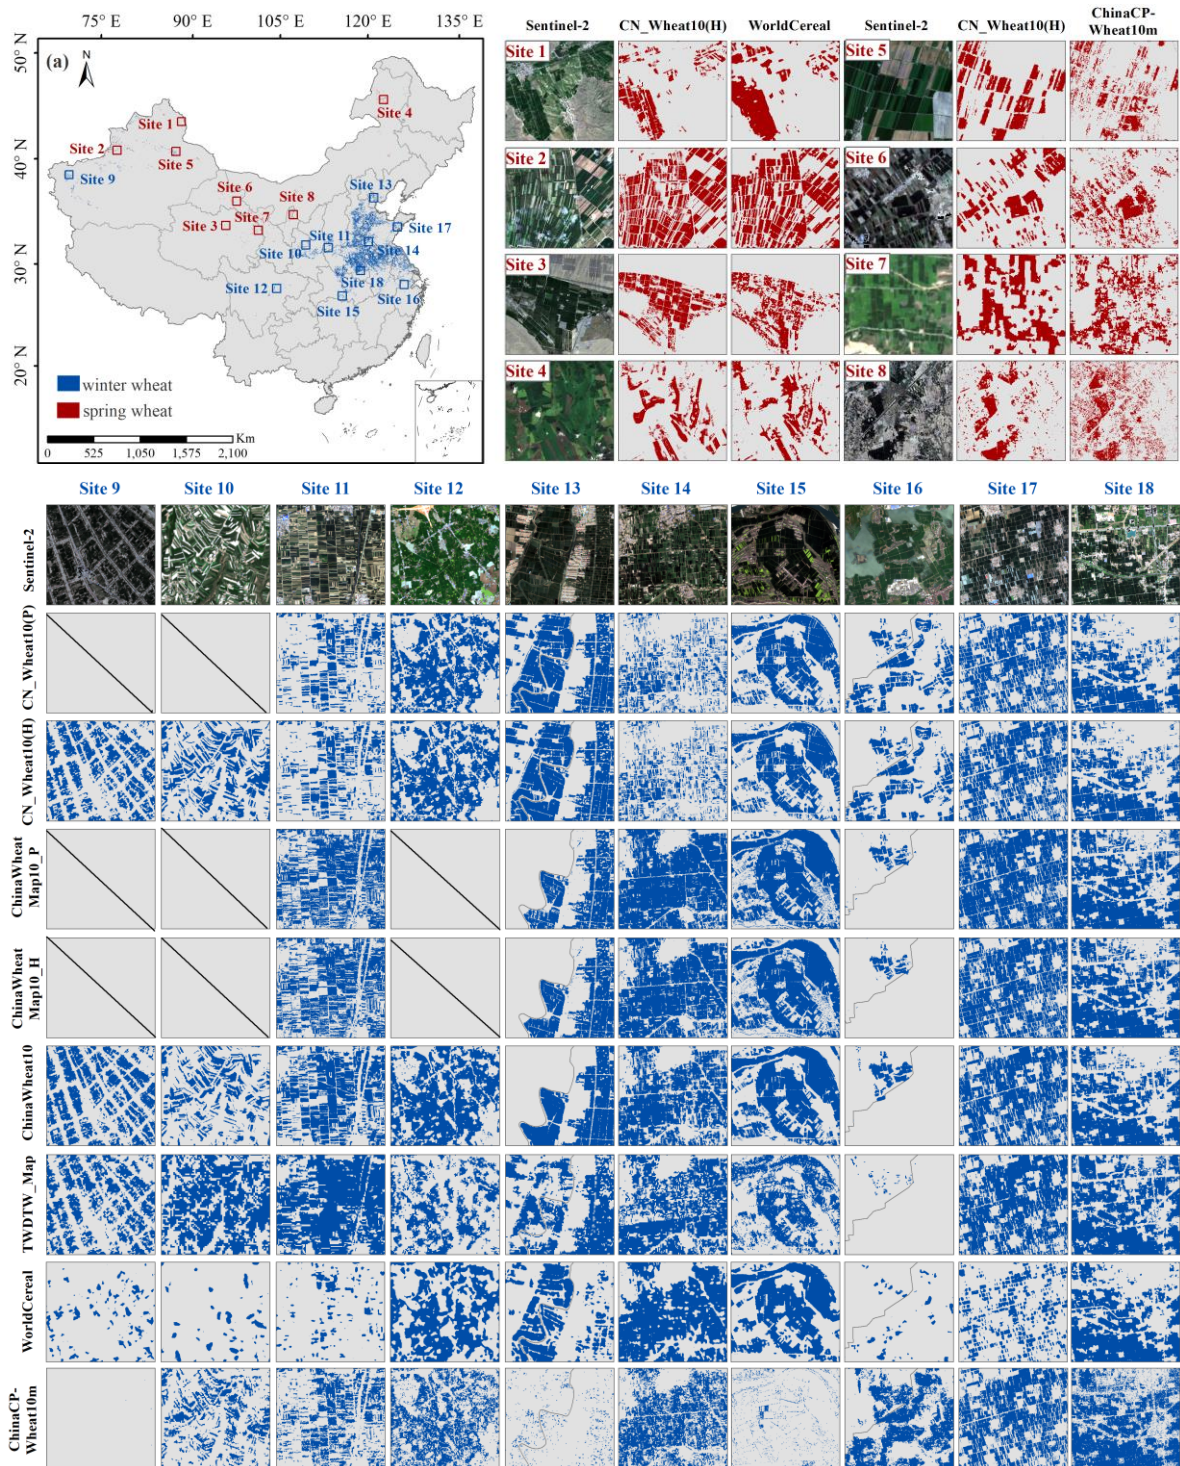 75° E 90° E 105° E 120° E 135° E
50° N
40° N
30° N
20° N
(a)
N
Site 1
Site 2
Site 9
Site 5
Site 4
Site 6
Site 8
Site 13
Site 3
Site 7
Site 17
Site 10
Site 11
Site 14
Site 12
Site 18
Site 16
Site 15
winter wheat
spring wheat
Km
0 525 1,050 1,575 2,100
Sentinel-2 CN_Wheat10(H) WorldCereal Sentinel-2 CN_Wheat10(H) ChinaCP-
Wheat10m
Site 1 Site 5
Site 2 Site 6
Site 3 Site 7
Site 4 Site 8
Site 9 Site 10 Site 11 Site 12 Site 13 Site 14 Site 15 Site 16 Site 17 Site 18
Sentinel-2
CN_Wheat10(P)
CN_Wheat10(H)
ChinaWheat
Map10_P
ChinaWheat
Map10_H
ChinaWheat10
TWDTW_Map
WorldCereal
ChinaCP-
Wheat10m